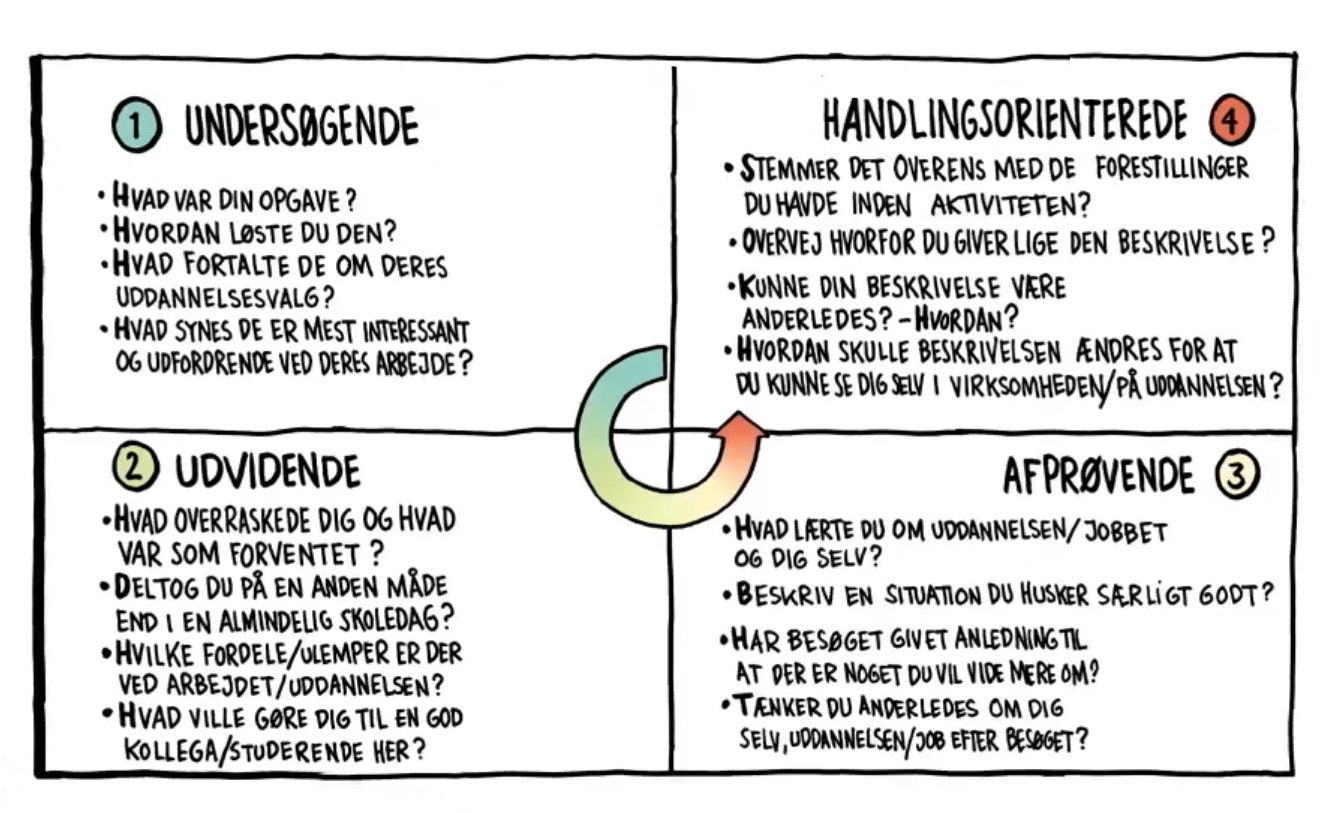 1 UNDERSØGENDE
• HVAD VAR DIN OPGAVE?
• HVORDAN LØSTE DU DEN?
• HVAD FORTALTE DE OM DERES
UDDANNELSESVALG?
• HVAD SYNES DE ER MEST INTERESSANT
OG UDFORDRENDE VED DERES ARBEJDE?
2 UDVIDENDE
• HVAD OVERRASKEDE DIG OG HVAD
VAR SOM FORVENTET?
• DELTOG DU PÅ EN ANDEN MÅDE
END I EN ALMINDELIG SKOLEDAG?
• HVILKE FORDELE/ULEMPER ER DER
VED ARBEJDET/UDDANNELSEN?
• HVAD VILLE GØRE DIG TIL EN GOD
KOLLEGA/STUDERENDE HER?
AFPRØVENDE 3
• HVAD LÆRTE DU OM UDDANNELSEN/JOBBET
OG DIG SELV?
• BESKRIV EN SITUATION DU HUSKER SÆRLIGT GODT?
• HAR BESØGET GIVET ANLEDNING TIL
AT DER ER NOGET DU VIL VIDE MERE OM?
• TÆNKER DU ANDERLEDES OM DIG
SELV, UDDANNELSEN/JOB EFTER BESØGET?
HANDLINGSORIENTEREDE 4
• STEMMER DET OVERENS MED DE FORESTILLINGER
DU HAVDE INDEN AKTIVITETEN?
• OVERVEJ HVORFOR DU GIVER LIGE DEN BESKRIVELSE?
• KUNNE DIN BESKRIVELSE VÆRE
ANDERLEDES? - HVORDAN?
• HVORDAN SKULLE BESKRIVELSEN ÆNDRES FOR AT
DU KUNNE SE DIG SELV I VIRKSOMHEDEN/PÅ UDDANNELSEN?